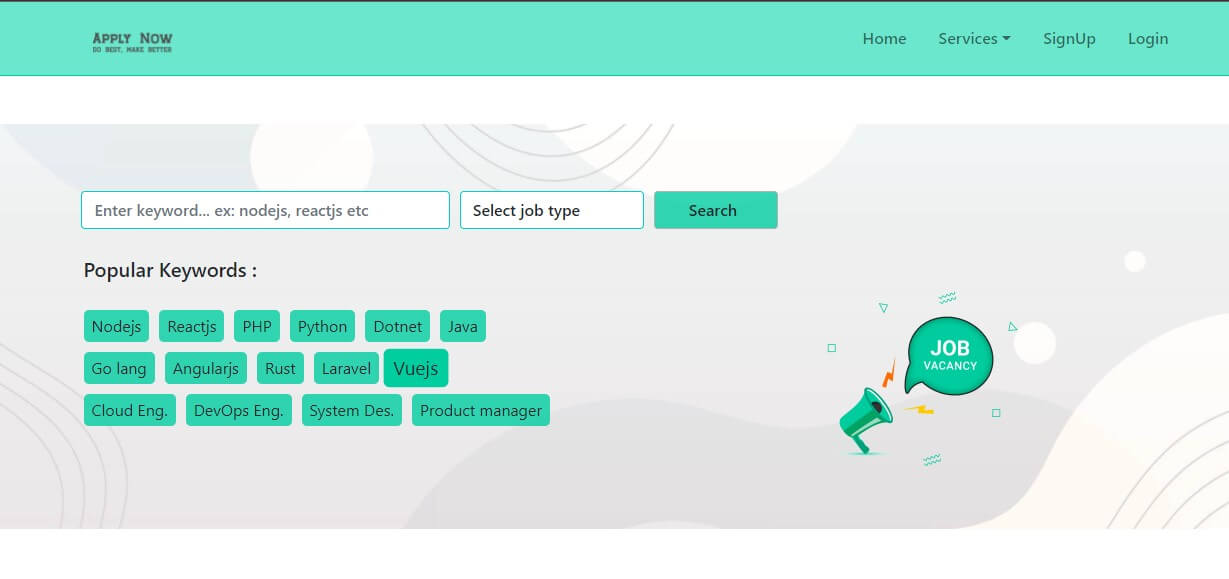 APPLY NOW
DO BEST, MAKE BETTER
Home Services SignUp Login
Enter keyword... ex: nodejs, reactjs etc Select job type Search
Popular Keywords :
Nodejs Reactjs PHP Python Dotnet Java
Go lang Angularjs Rust Laravel Vuejs
Cloud Eng. DevOps Eng. System Des. Product manager
JOB
VACANCY